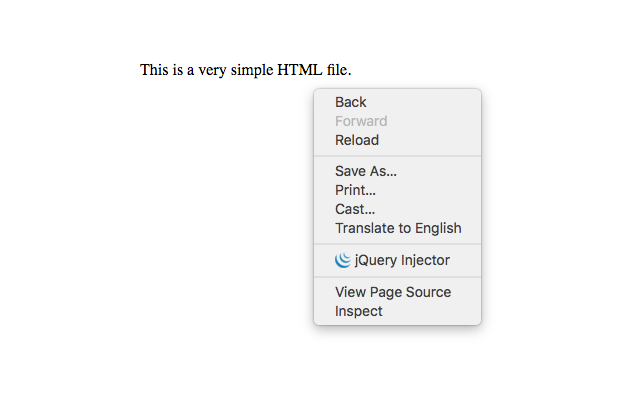 This is a very simple HTML file.
Back
Forward
Reload
Save As...
Print...
Cast...
Translate to English
jQuery Injector
View Page Source
Inspect